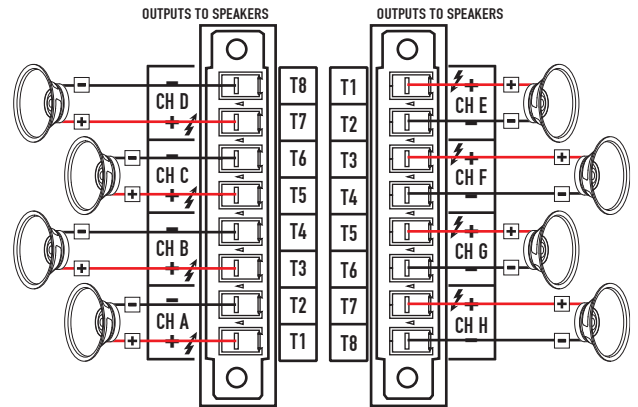 OUTPUTS TO SPEAKERS OUTPUTS TO SPEAKERS
- - T8 T1 + +
CH D CH E
+ + T7 T2 - -
- - T6 T3 + +
CH C CH F
+ + T5 T4 - -
- - T4 T5 + +
CH B CH G
+ + T3 T6 - -
- - T2 T7 + +
CH A CH H
+ + T1 T8 - -